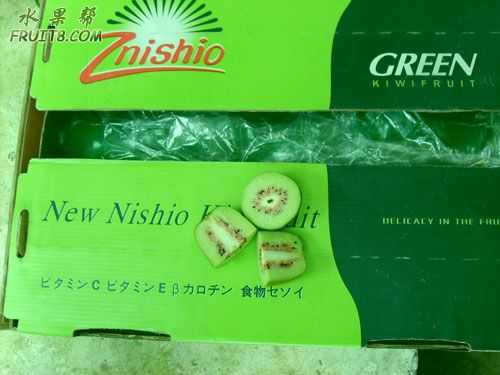 水果帮
FRUIT8.COM
Znishio
GREEN
KIWIFRUIT
New Nishio
DELICACY IN THE FRU
ビタミンC ビタミンE βカロチン 食物センイ